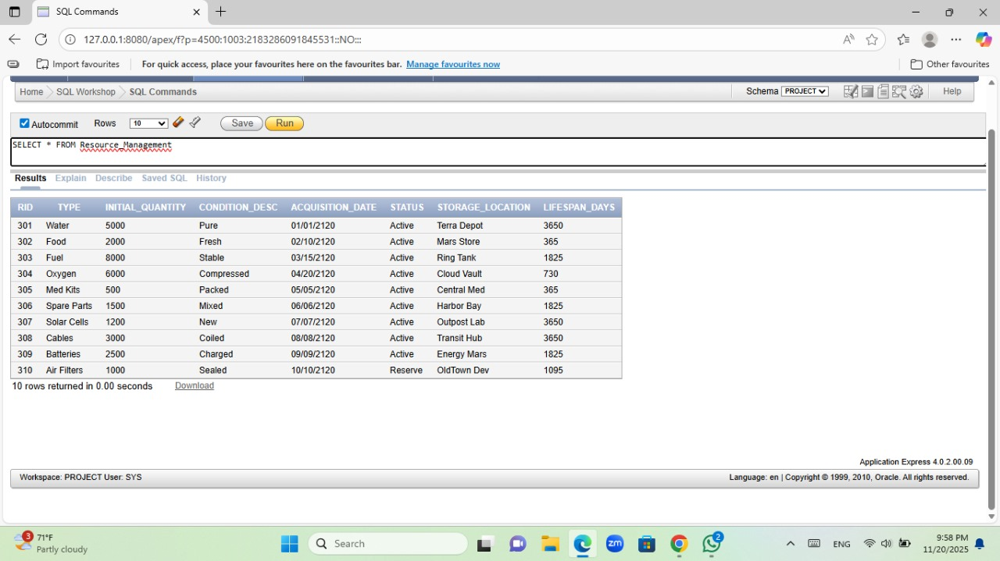 SQL Commands
127.0.0.1:8080/apex/f?p=4500:1003:2183286091845531::NO:::
Import favourites For quick access, place your favourites here on the favourites bar. Manage favourites now Other favourites
Home SQL Workshop SQL Commands Schema PROJECT Help
Autocommit Rows 10 Save Run
SELECT * FROM Resource_Management
Results Explain Describe Saved SQL History
RID TYPE INITIAL_QUANTITY CONDITION_DESC ACQUISITION_DATE STATUS STORAGE_LOCATION LIFESPAN_DAYS
301 Water 5000 Pure 01/01/2120 Active Terra Depot 3650
302 Food 2000 Fresh 02/10/2120 Active Mars Store 365
303 Fuel 8000 Stable 03/15/2120 Active Ring Tank 1825
304 Oxygen 6000 Compressed 04/20/2120 Active Cloud Vault 730
305 Med Kits 500 Packed 05/05/2120 Active Central Med 365
306 Spare Parts 1500 Mixed 06/06/2120 Active Harbor Bay 1825
307 Solar Cells 1200 New 07/07/2120 Active Outpost Lab 3650
308 Cables 3000 Coiled 08/08/2120 Active Transit Hub 3650
309 Batteries 2500 Charged 09/09/2120 Active Energy Mars 1825
310 Air Filters 1000 Sealed 10/10/2120 Reserve OldTown Dev 1095
10 rows returned in 0.00 seconds Download
Application Express 4.0.2.00.09
Workspace: PROJECT User: SYS Language: en | Copyright © 1999, 2010, Oracle. All rights reserved.
3 71°F Search zm 2 ENG 9:58 PM
Partly cloudy 11/20/2025